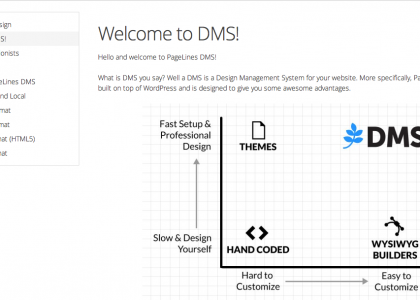 sign
S!
onists
geLines DMS
nd Local
mat
mat
mat (HTML5)
mat
Welcome to DMS!
Hello and welcome to PageLines DMS!
What is DMS you say? Well a DMS is a Design Management System for your website. More specifically, Pa
built on top of WordPress and is designed to give you some awesome advantages.
Fast Setup &
Professional
Design
THEMES
DMS
Slow & Design
Yourself
HAND CODED
WYSIWYG
BUILDERS
Hard to
Customize
Easy to
Customize